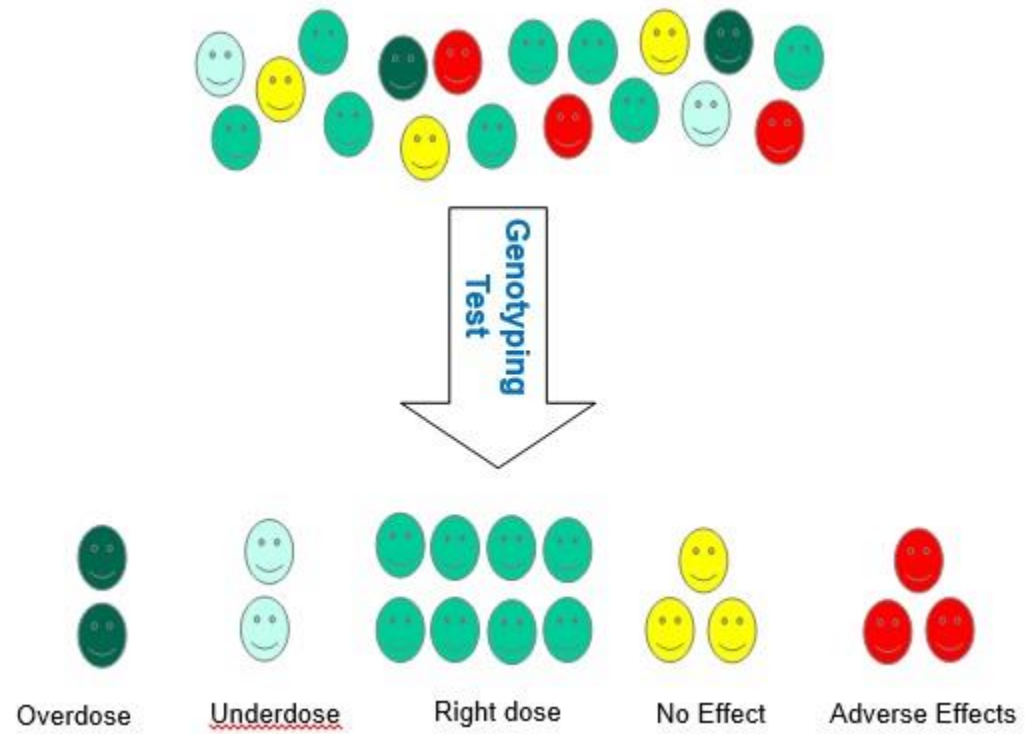 Genotyping
Test
Overdose
Underdose
Right dose
No Effect
Adverse Effects